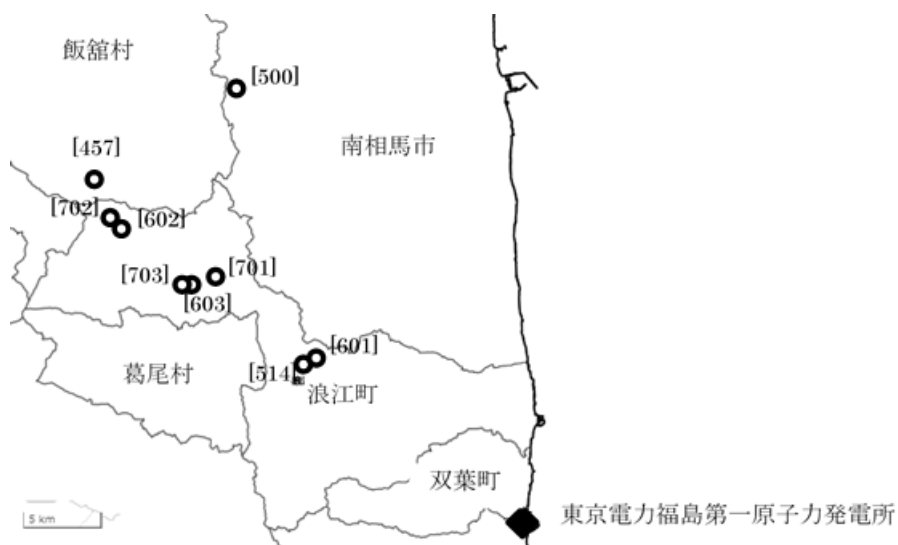 飯舘村
[500]
南相馬市
[457]
[702]
[602]
[703]
[701]
[603]
[601]
[514]
葛尾村
浪江町
双葉町
東京電力福島第一原子力発電所
5 km